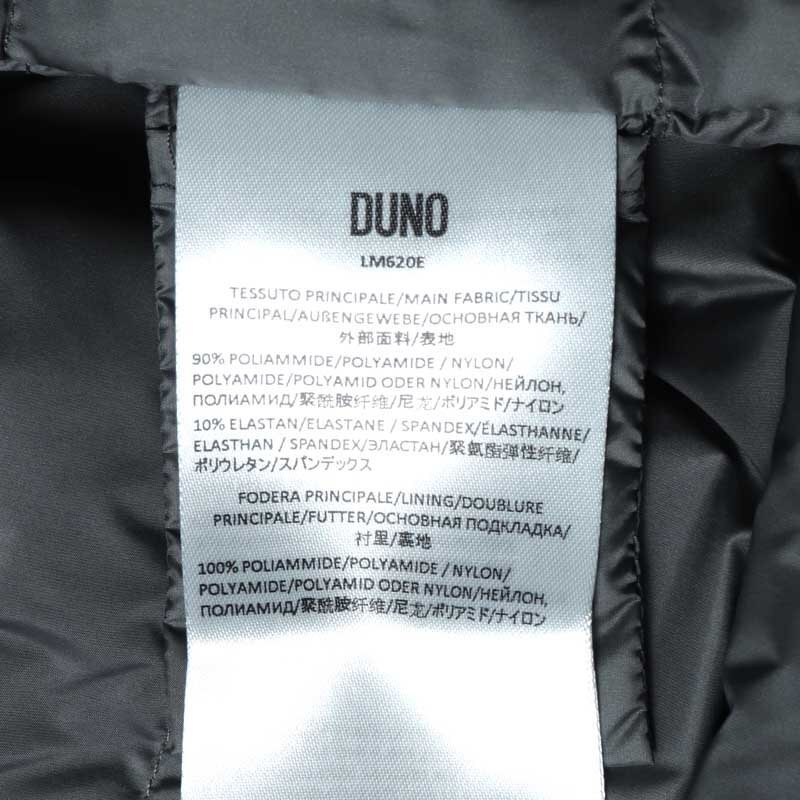 DUNO
LM620E
TESSUTO PRINCIPALE/MAIN FABRIC/TISSU
PRINCIPAL/AUßENGEWEBE/ОСНОВНАЯ ТКАНЬ/
外部面料/表地
90% POLIAMMIDE/POLYAMIDE / NYLON/
POLYAMIDE/POLYAMID ODER NYLON/НЕЙЛОН,
ПОЛИАМИД/聚酰胺纤维/尼龙/ポリアミド/ナイロン
10% ELASTAN/ELASTANE / SPANDEX/ÉLASTHANNE/
ELASTHAN / SPANDEX/ЭЛАСТАН/聚氨酯弹性纤维/
ポリウレタン/スパンデックス
FODERA PRINCIPALE/LINING/DOUBLURE
PRINCIPALE/FUTTER/ОСНОВНАЯ ПОДКЛАДКА/
衬里/裏地
100% POLIAMMIDE/POLYAMIDE / NYLON/
POLYAMIDE/POLYAMID ODER NYLON/НЕЙЛОН,
ПОЛИАМИД/聚酰胺纤维/尼龙/ポリアミド/ナイロン